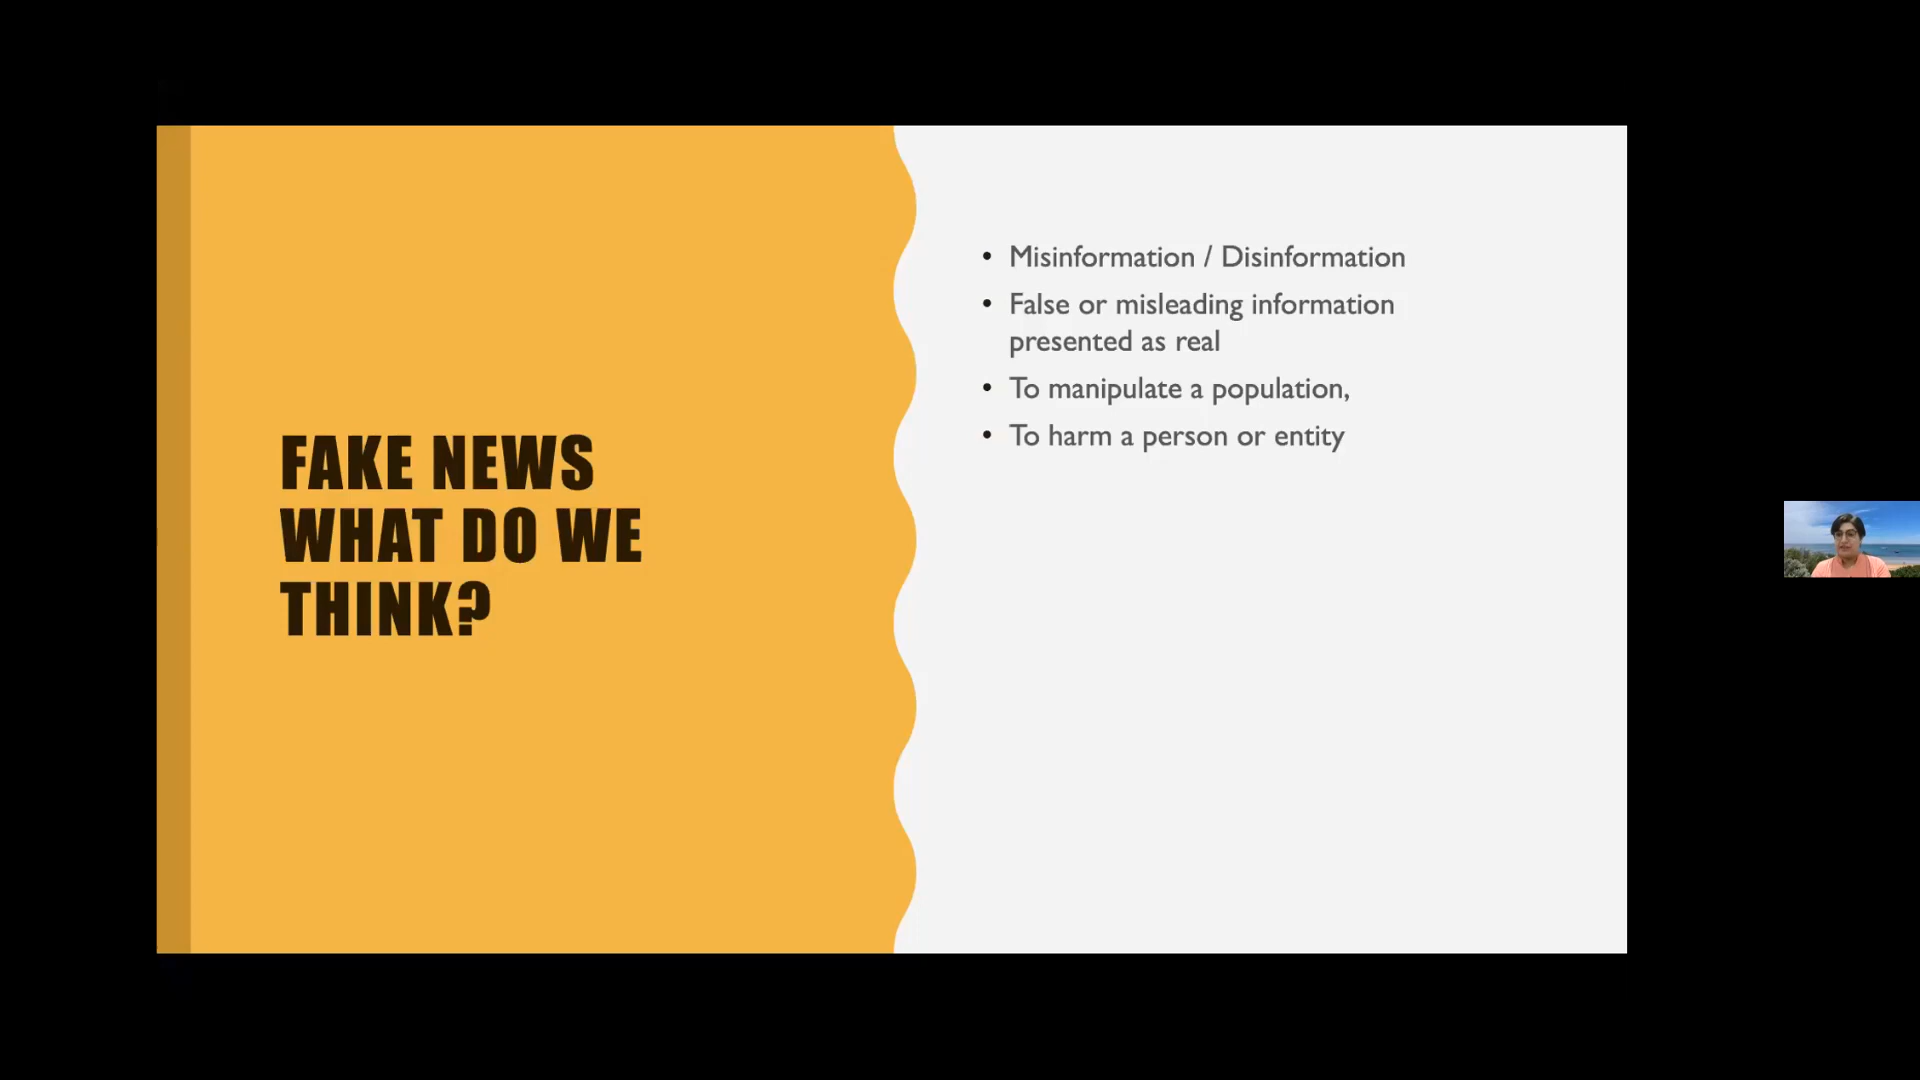 FAKE NEWS
WHAT DO WE
THINK?
• Misinformation / Disinformation
• False or misleading information
presented as real
• To manipulate a population,
• To harm a person or entity